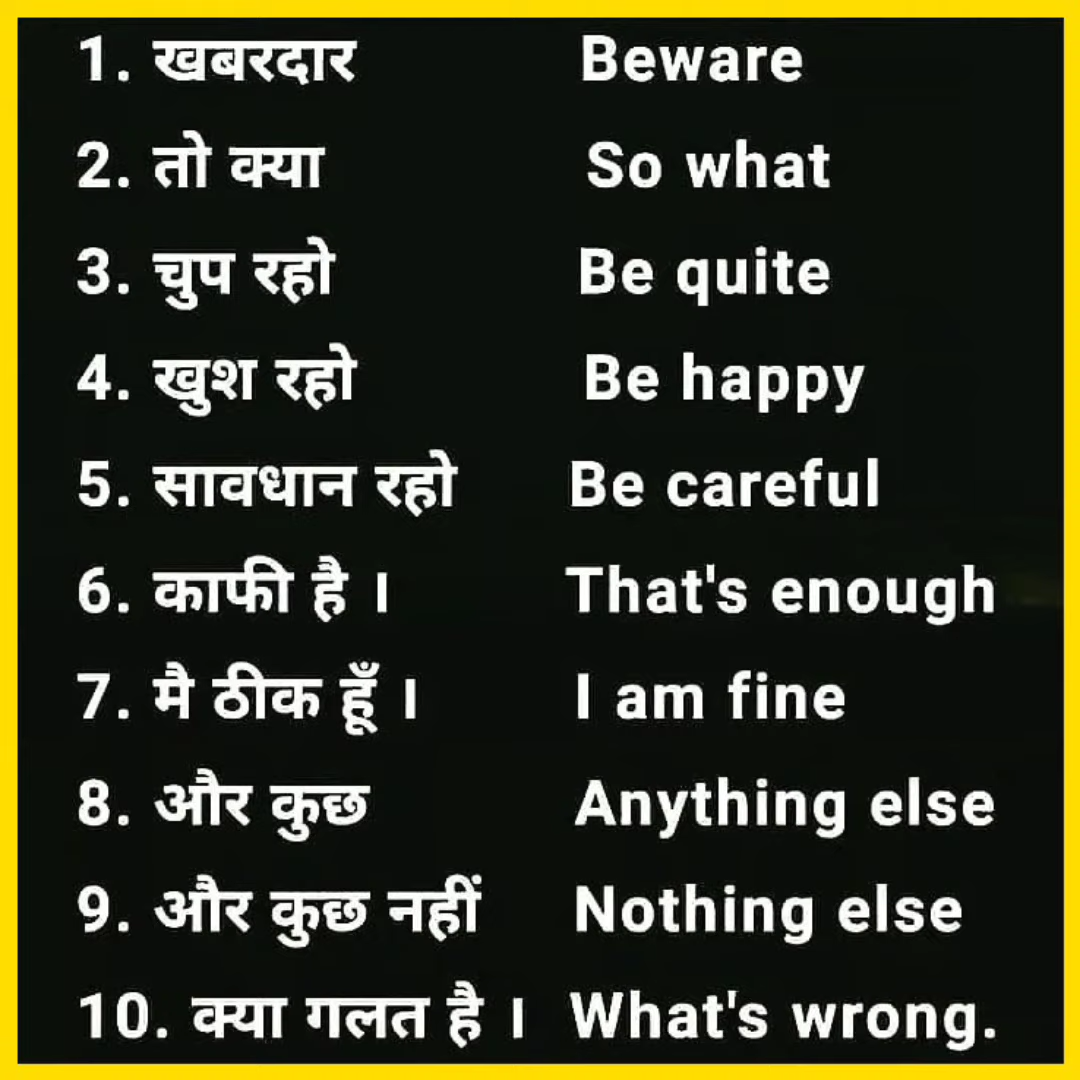 1. खबरदार Beware
2. तो क्या So what
3. चुप रहो Be quite
4. खुश रहो Be happy
5. सावधान रहो Be careful
6. काफी है । That's enough
7. मै ठीक हूँ । I am fine
8. और कुछ Anything else
9. और कुछ नहीं Nothing else
10. क्या गलत है । What's wrong.